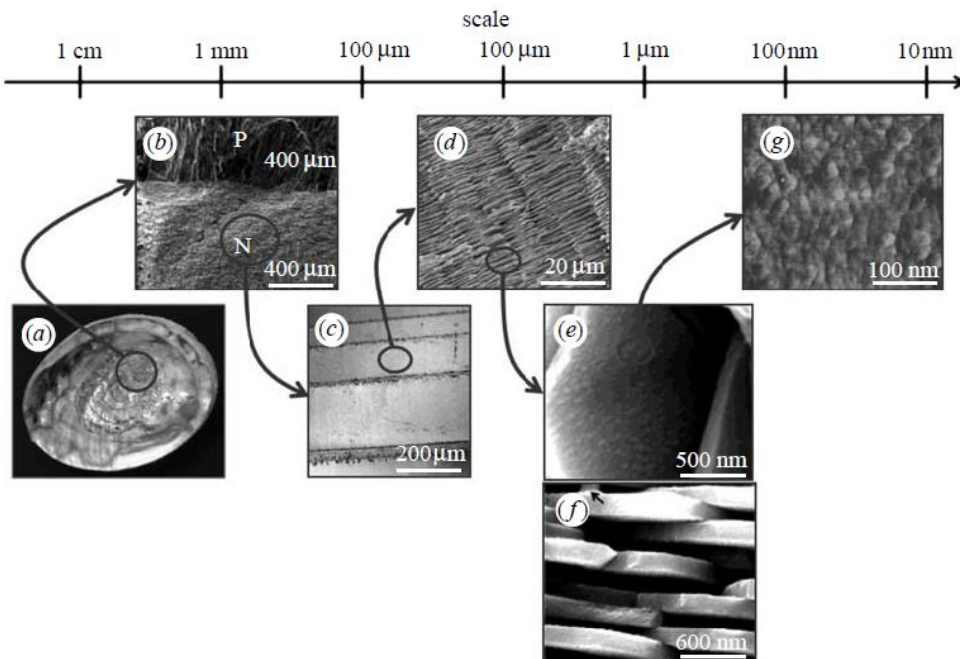 scale
1 cm 1 mm 100 μm 100 μm 1 μm 100 nm 10 nm
(b)
P
400 μm
N
400 μm
(d)
20 μm
(g)
100 nm
(a)
(c)
200 μm
(e)
500 nm
(f)
600 nm